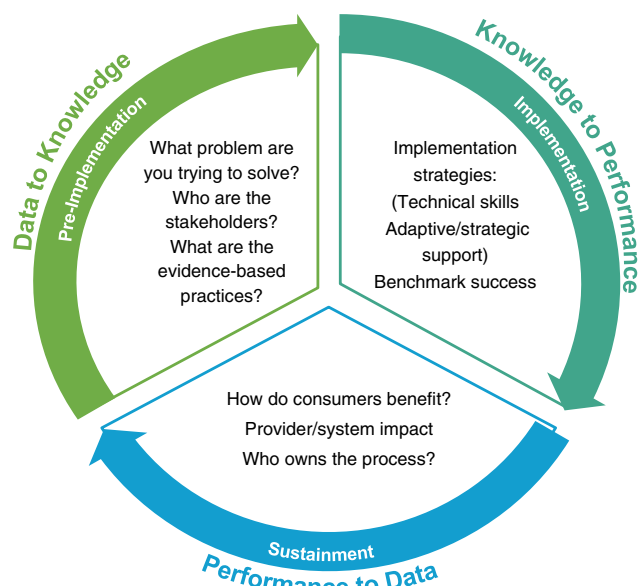 Data to Knowledge
Pre-Implementation
What problem are
you trying to solve?
Who are the
stakeholders?
What are the
evidence-based
practices?
Knowledge to Performance
Implementation
Implementation
strategies:
(Technical skills
Adaptive/strategic
support)
Benchmark success
How do consumers benefit?
Provider/system impact
Who owns the process?
Sustainment
Performance to Data